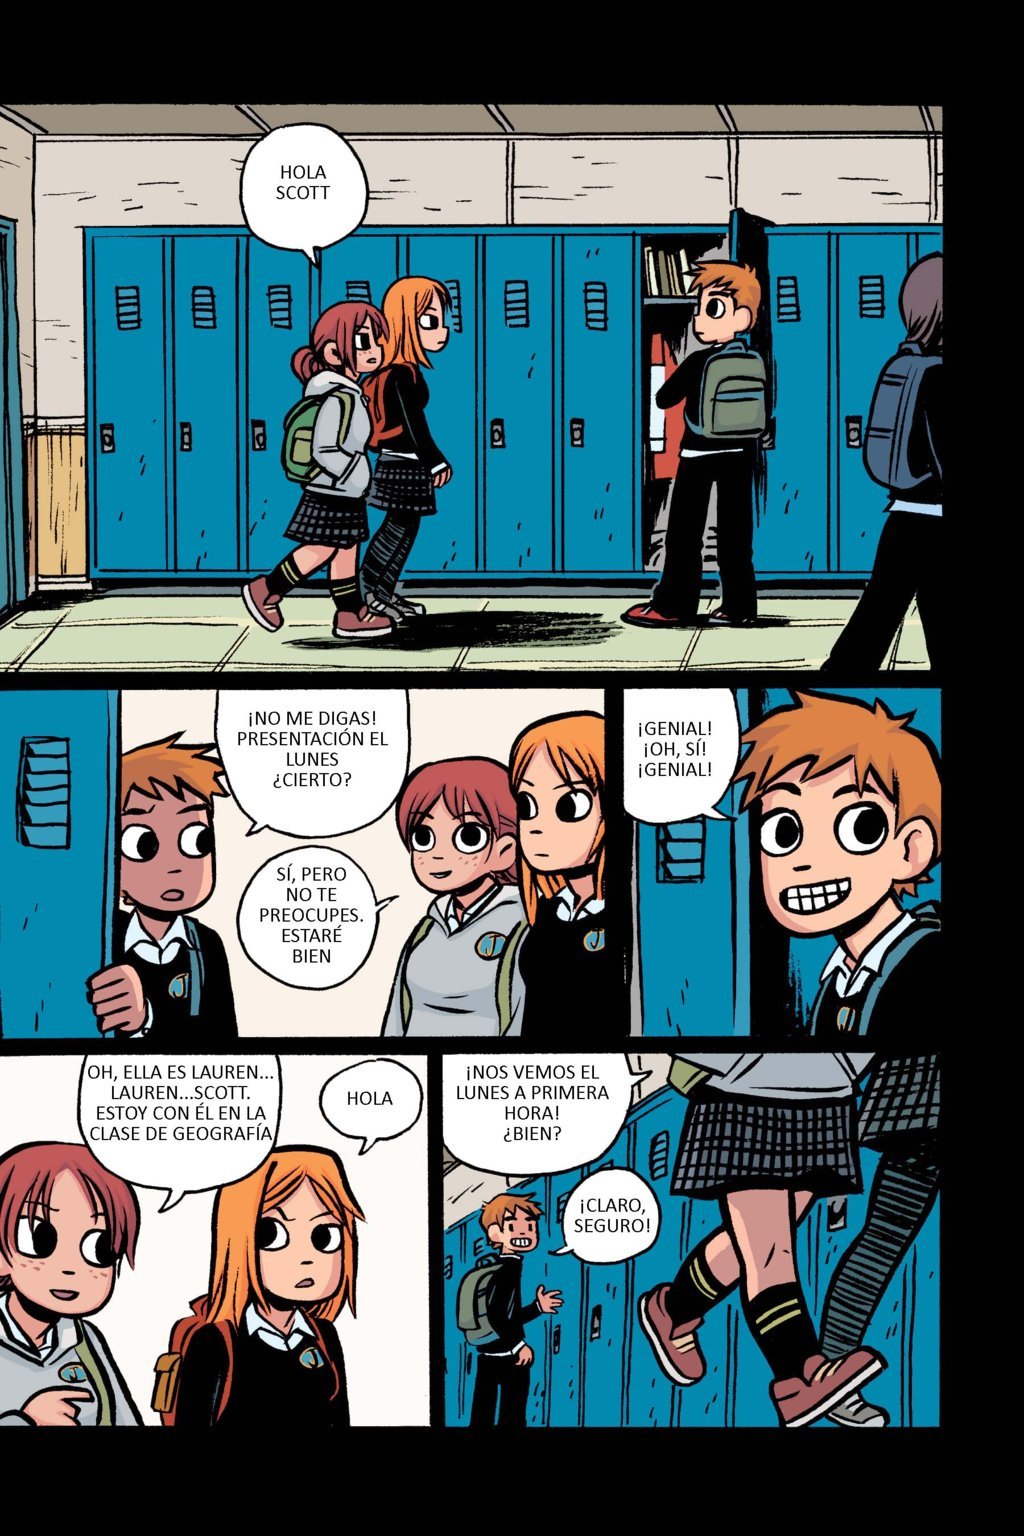 HOLA
SCOTT
¡NO ME DIGAS!
PRESENTACIÓN EL
LUNES
¿CIERTO?
SÍ, PERO
NO TE
PREOCUPES.
ESTARÉ
BIEN
¡GENIAL!
¡OH, SÍ!
¡GENIAL!
OH, ELLA ES LAUREN...
LAUREN...SCOTT.
ESTOY CON ÉL EN LA
CLASE DE GEOGRAFÍA
HOLA
¡NOS VEMOS EL
LUNES A PRIMERA
HORA!
¿BIEN?
¡CLARO,
SEGURO!